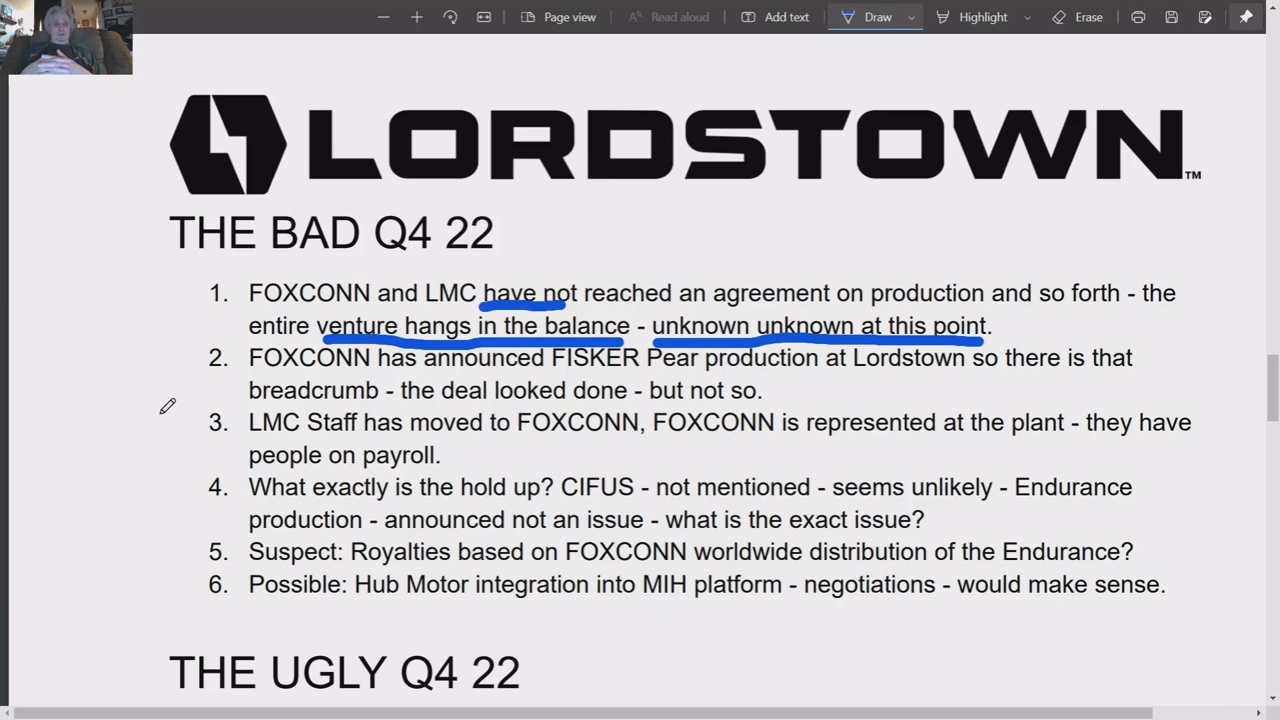 Page view
Read aloud
Add text
Draw
Highlight
Erase
LORDSTOWN™
THE BAD Q4 22
1. FOXCONN and LMC have not reached an agreement on production and so forth - the
entire venture hangs in the balance - unknown unknown at this point.
2. FOXCONN has announced FISKER Pear production at Lordstown so there is that
breadcrumb - the deal looked done - but not so.
3. LMC Staff has moved to FOXCONN, FOXCONN is represented at the plant - they have
people on payroll.
4. What exactly is the hold up? CIFUS - not mentioned - seems unlikely - Endurance
production - announced not an issue - what is the exact issue?
5. Suspect: Royalties based on FOXCONN worldwide distribution of the Endurance?
6. Possible: Hub Motor integration into MIH platform - negotiations - would make sense.
THE UGLY Q4 22